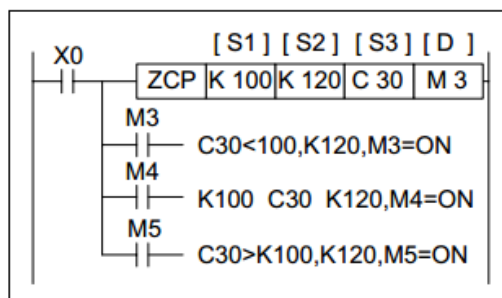 [ S1 ] [ S2 ] [ S3 ] [ D ]
X0
ZCP K 100 K 120 C 30 M 3
M3
C30<100,K120,M3=ON
M4
K100 C30 K120,M4=ON
M5
C30>K100,K120,M5=ON